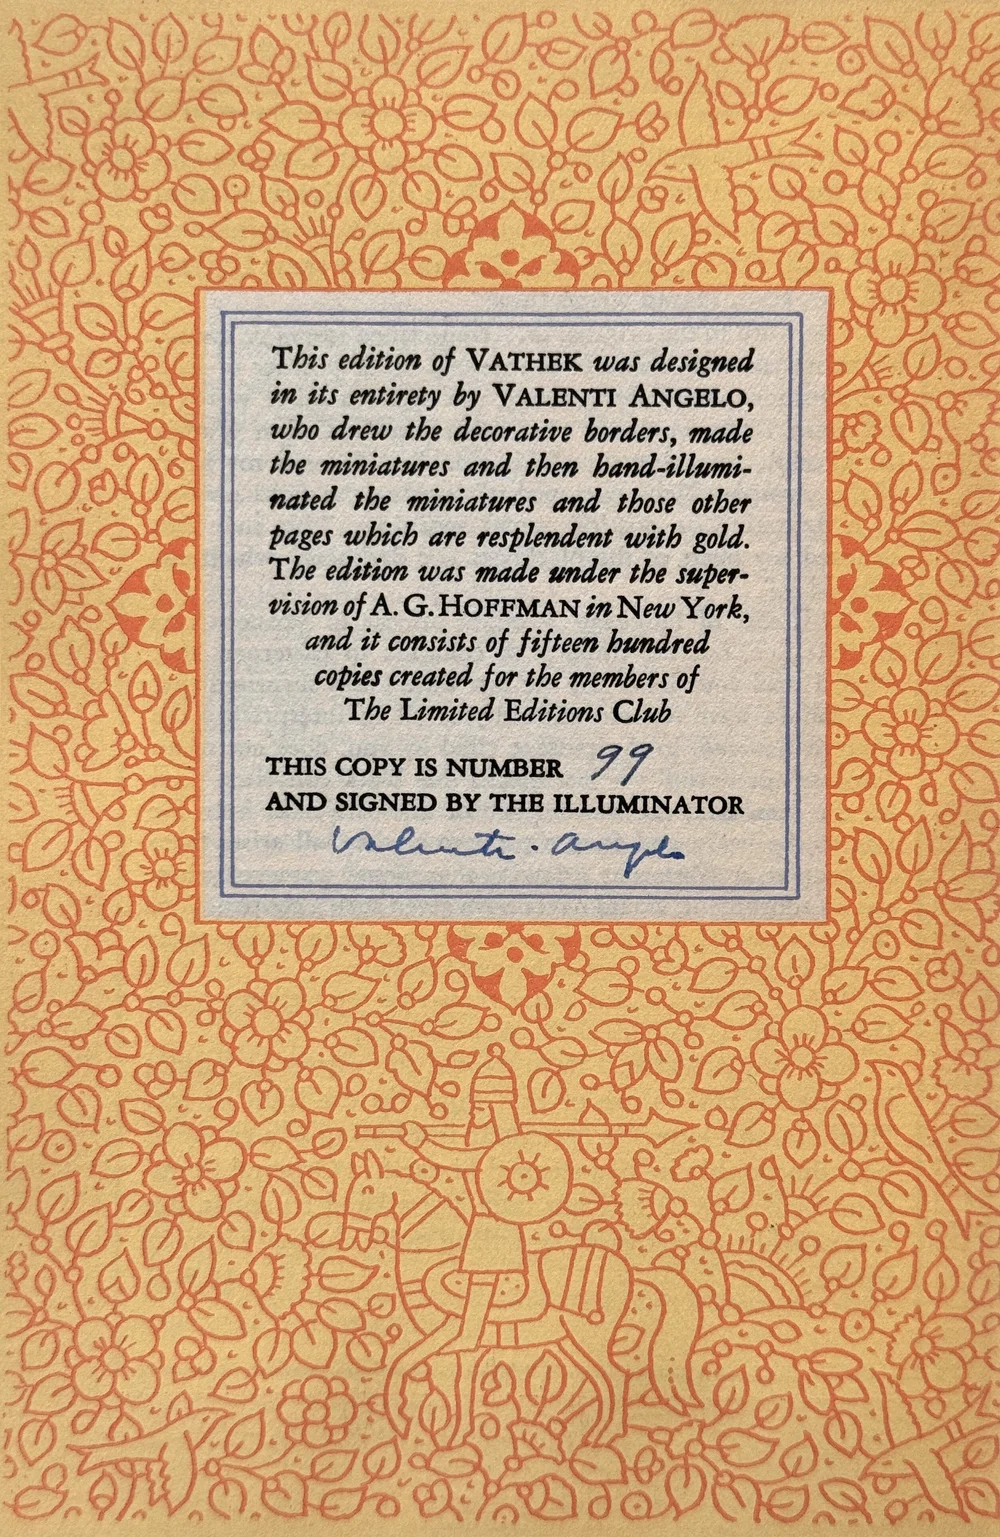 This edition of VATHEK was designed
in its entirety by VALENTI ANGELO,
who drew the decorative borders, made
the miniatures and then hand-illumi-
nated the miniatures and those other
pages which are resplendent with gold.
The edition was made under the super-
vision of A. G. HOFFMAN in New York,
and it consists of fifteen hundred
copies created for the members of
The Limited Editions Club
THIS COPY IS NUMBER 99
AND SIGNED BY THE ILLUMINATOR
Valenti Angelo